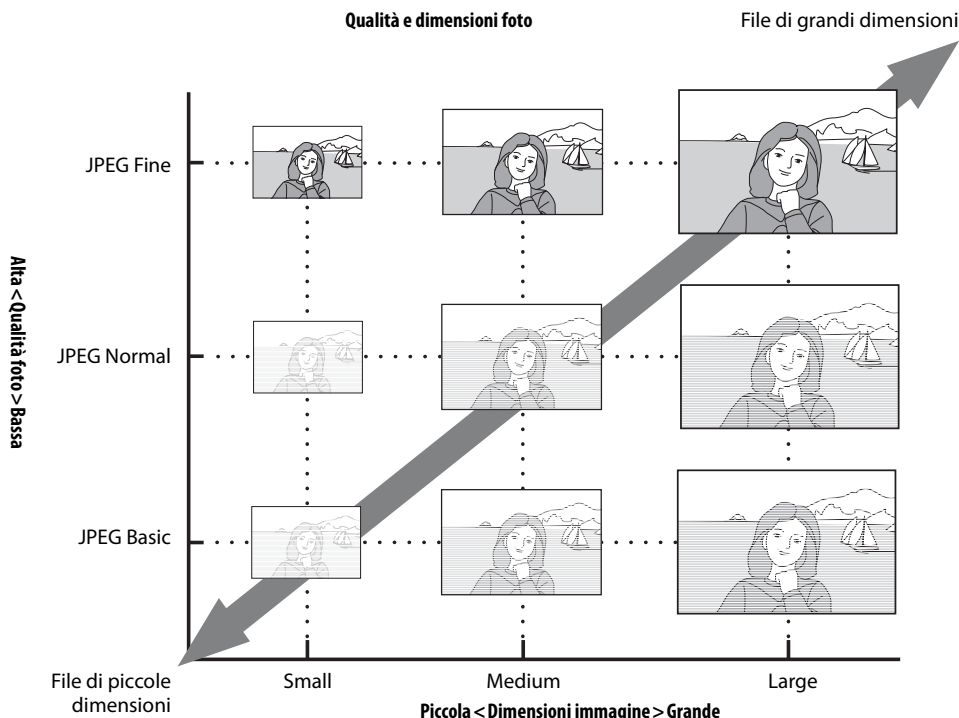 Qualità e dimensioni foto
File di grandi dimensioni
JPEG Fine
JPEG Normal
JPEG Basic
Alta < Qualità foto > Bassa
File di piccole
dimensioni
Small
Medium
Large
Piccola < Dimensioni immagine > Grande